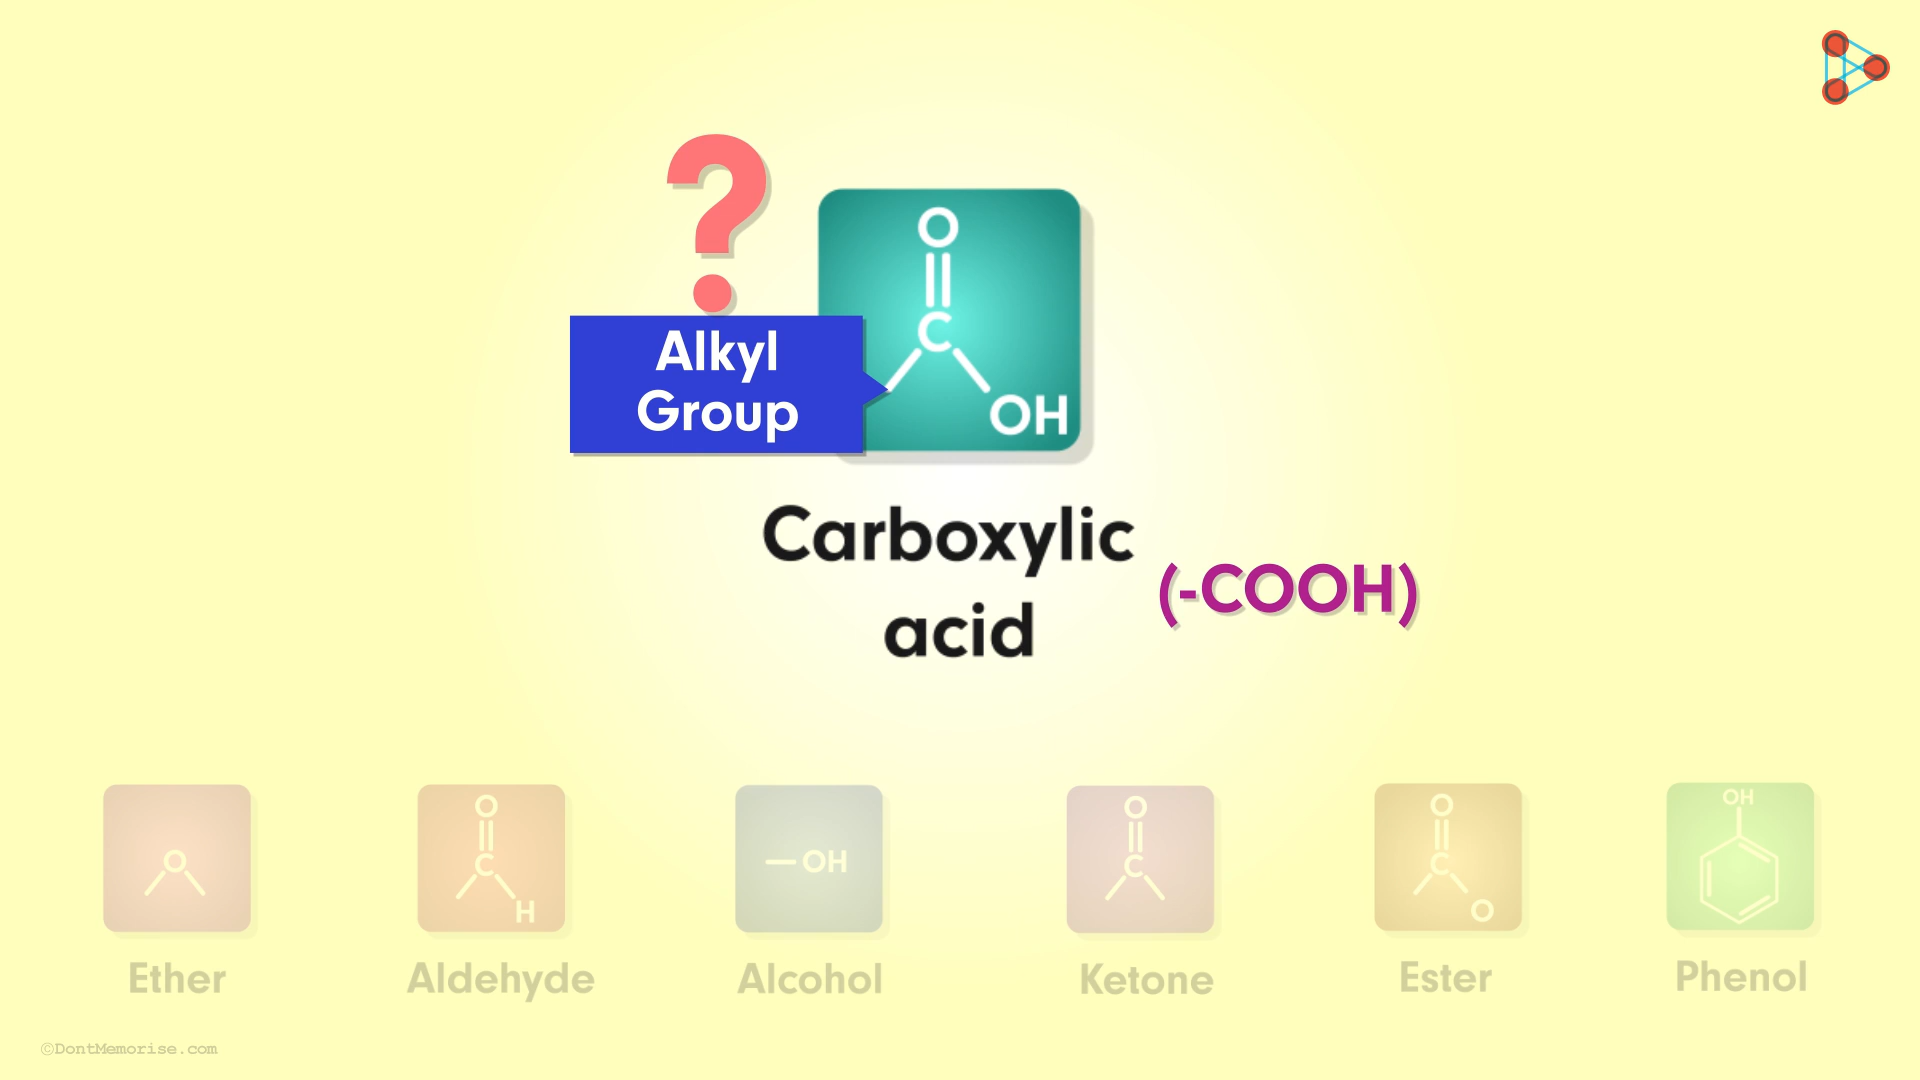 ?
O
C
OH
Alkyl
Group
Carboxylic
acid
(-COOH)
O
Ether
O
C
H
Aldehyde
OH
Alcohol
O
C
Ketone
O
C
O
Ester
OH
Phenol
©DontMemorise.com